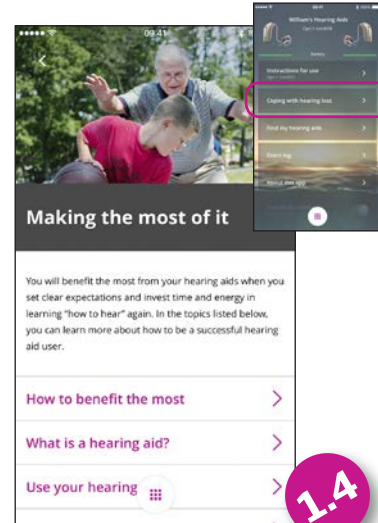 09:41
Making the most of it
You will benefit the most from your hearing aids when you
set clear expectations and invest time and energy in
learning "how to hear" again. In the topics listed below,
you can learn more about how to be a successful hearing
aid user.
How to benefit the most
What is a hearing aid?
Use your hearing
William's Hearing Aids
Battery
Instructions for use
Coping with hearing loss
Find my hearing aids
About this app
1.4